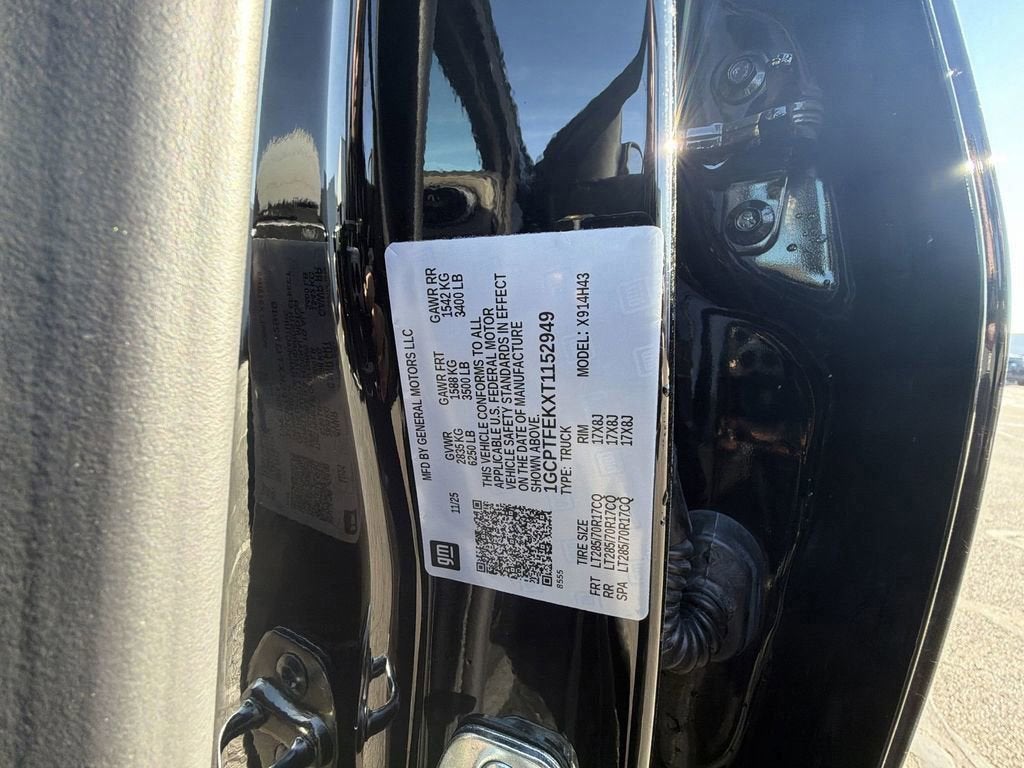 gm
MFD BY GENERAL MOTORS LLC
11/25
GVWR GAWR FRT GAWR RR
2835 KG 1588 KG 1542 KG
6250 LB 3500 LB 3400 LB
THIS VEHICLE CONFORMS TO ALL
APPLICABLE U.S. FEDERAL MOTOR
VEHICLE SAFETY STANDARDS IN EFFECT
ON THE DATE OF MANUFACTURE
SHOWN ABOVE.
8555
1GCPTFEKXT1152949
TYPE: TRUCK MODEL: X914H43
TIRE SIZE RIM
FRT LT285/70R17CQ 17X8J
RR LT285/70R17CQ 17X8J
SPA LT285/70R17CQ 17X8J